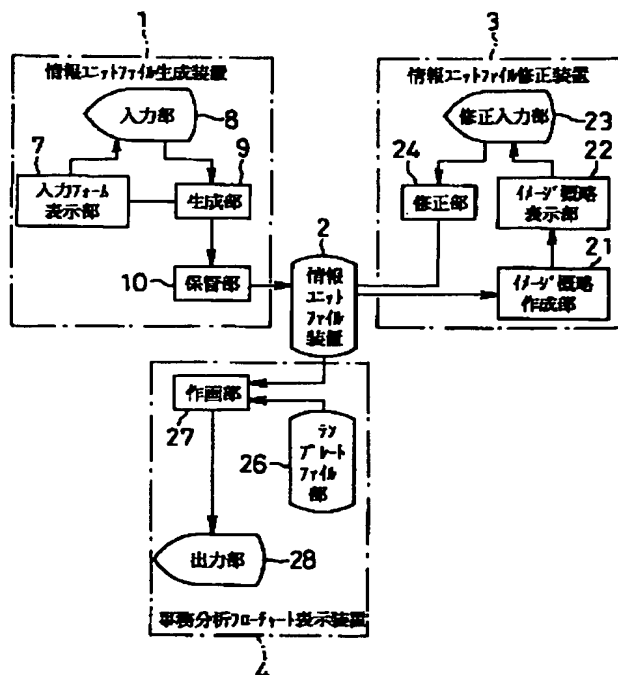 1
情報ユニットファイル生成装置
入力部
8
7
入力フォーム
表示部
9
生成部
10
保管部
2
情報
ユニット
ファイル
装置
3
情報ユニットファイル修正装置
修正入力部
23
24
修正部
22
イメージ概略
表示部
21
イメージ概略
作成部
作画部
27
26
テン
プレート
ファイル
部
出力部
28
事務分析フローチャート表示装置
4